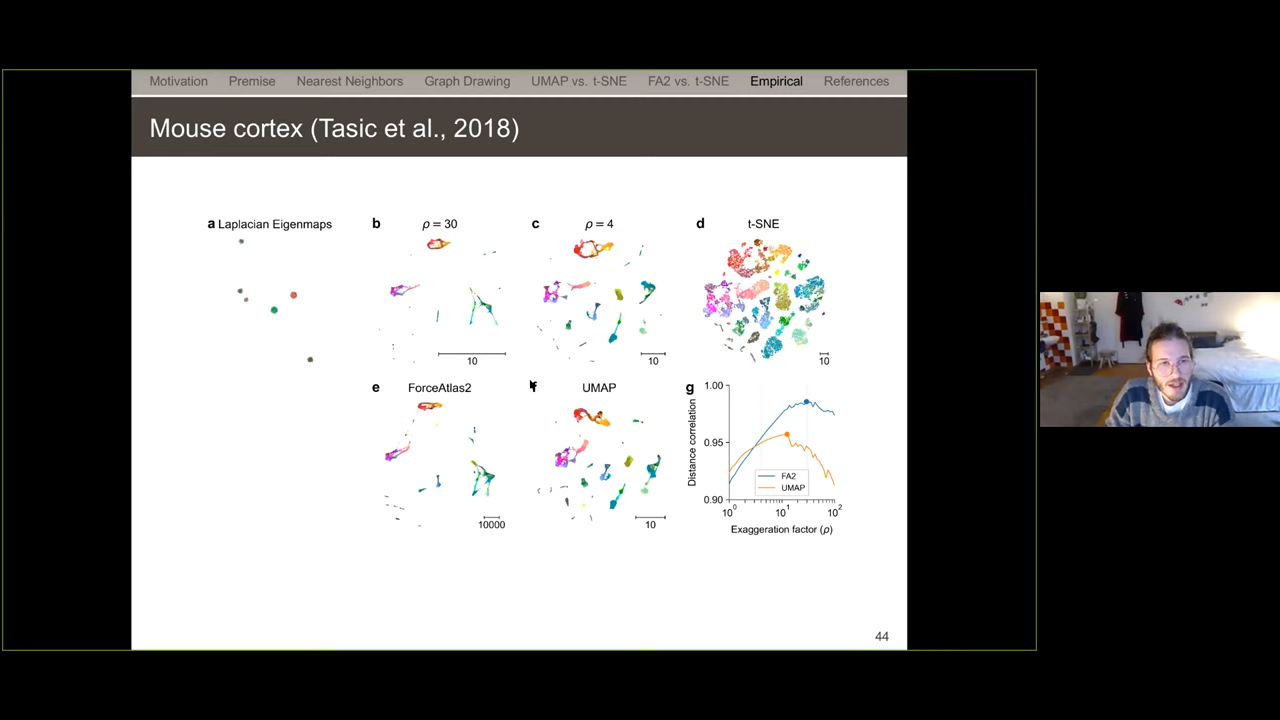 Motivation Premise Nearest Neighbors Graph Drawing UMAP vs. t-SNE FA2 vs. t-SNE Empirical References
Mouse cortex (Tasic et al., 2018)
a Laplacian Eigenmaps
b ρ = 30
10
c ρ = 4
10
d t-SNE
10
e ForceAtlas2
10000
f UMAP
10
g
1.00
0.95
0.90
Distance correlation
FA2
UMAP
10⁰ 10¹ 10²
Exaggeration factor (ρ)
44